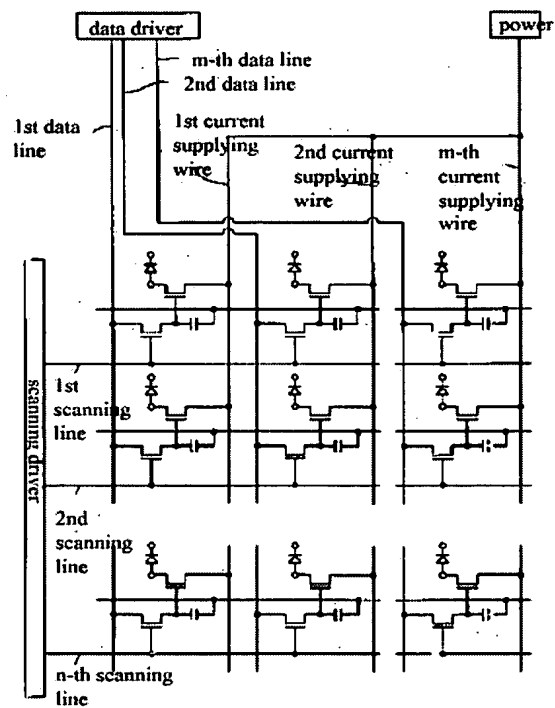 data driver
power
m-th data line
2nd data line
1st data
line
1st current
supplying
wire
2nd current
supplying
wire
m-th
current
supplying
wire
scanning driver
1st
scanning
line
2nd
scanning
line
n-th scanning
line